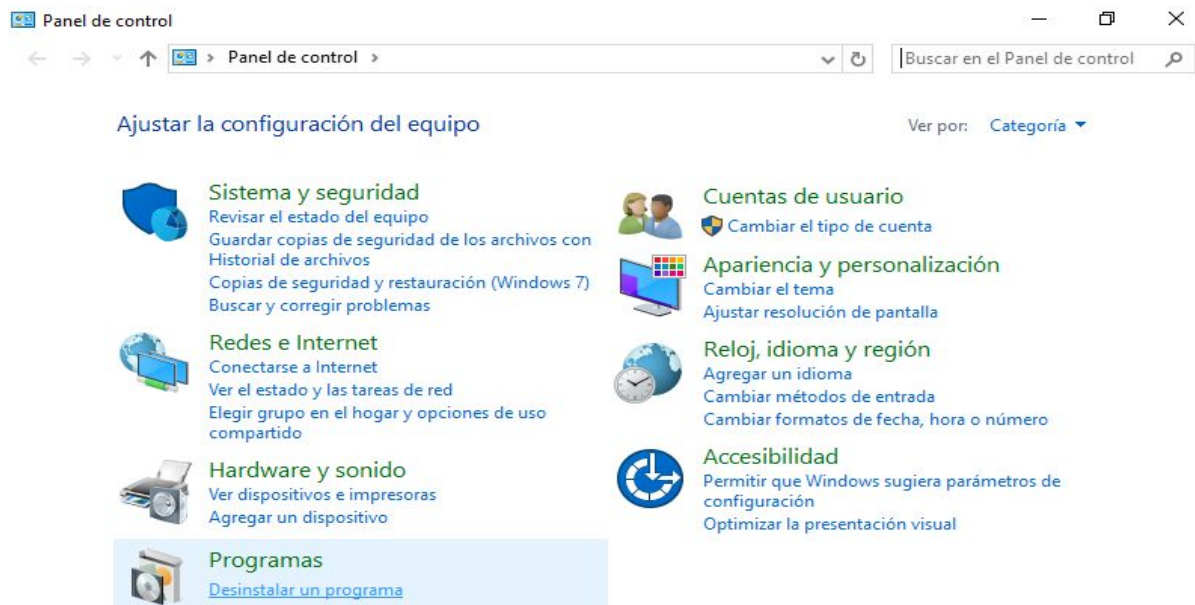 Panel de control
Panel de control
Buscar en el Panel de control
Ajustar la configuración del equipo
Ver por: Categoría
Sistema y seguridad
Revisar el estado del equipo
Guardar copias de seguridad de los archivos con
Historial de archivos
Copias de seguridad y restauración (Windows 7)
Buscar y corregir problemas
Redes e Internet
Conectarse a Internet
Ver el estado y las tareas de red
Elegir grupo en el hogar y opciones de uso
compartido
Hardware y sonido
Ver dispositivos e impresoras
Agregar un dispositivo
Programas
Desinstalar un programa
Cuentas de usuario
Cambiar el tipo de cuenta
Apariencia y personalización
Cambiar el tema
Ajustar resolución de pantalla
Reloj, idioma y región
Agregar un idioma
Cambiar métodos de entrada
Cambiar formatos de fecha, hora o número
Accesibilidad
Permitir que Windows sugiera parámetros de
configuración
Optimizar la presentación visual